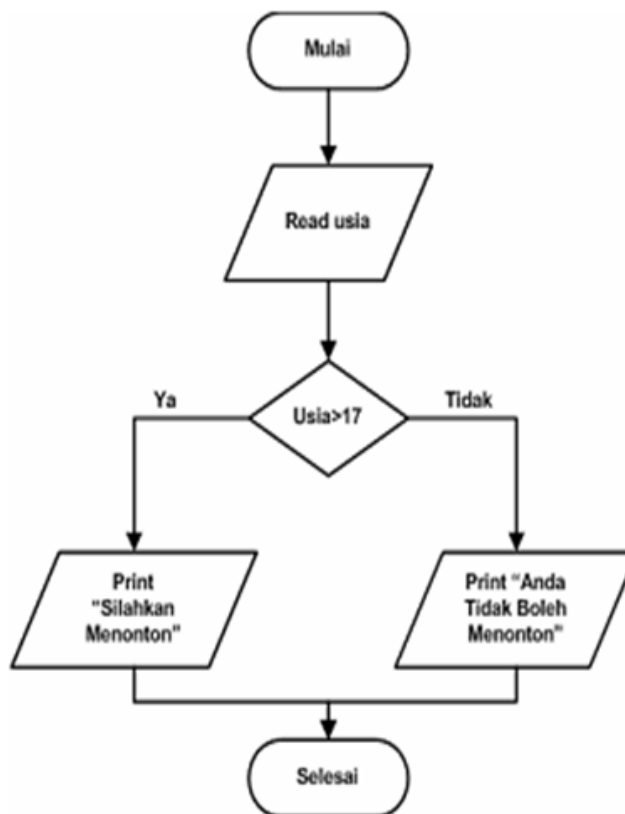 Mulai
Read usia
Usia>17
Ya
Tidak
Print
"Silahkan
Menonton"
Print "Anda
Tidak Boleh
Menonton"
Selesai